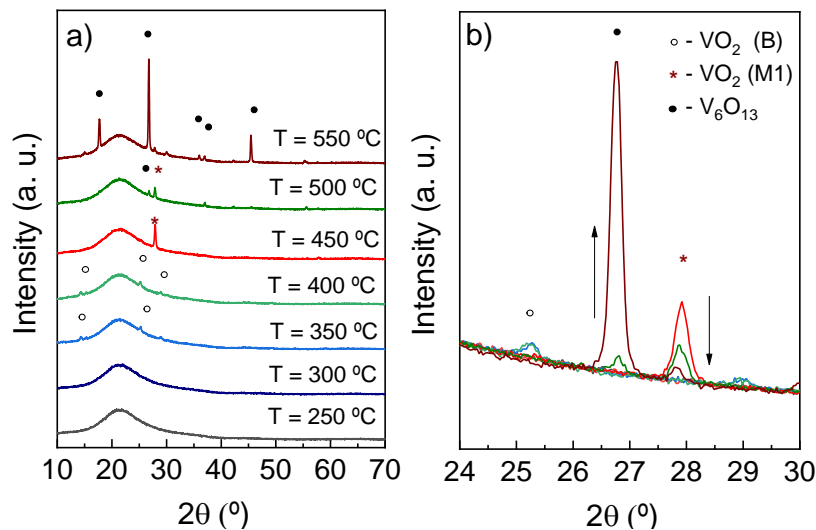 a)
T = 550 ºC
T = 500 ºC
T = 450 ºC
T = 400 ºC
T = 350 ºC
T = 300 ºC
T = 250 ºC
Intensity (a. u.)
10 20 30 40 50 60 70
2θ (º)
b)
○ - VO₂ (B)
* - VO₂ (M1)
● - V₆O₁₃
Intensity (a. u.)
24 25 26 27 28 29 30
2θ (º)